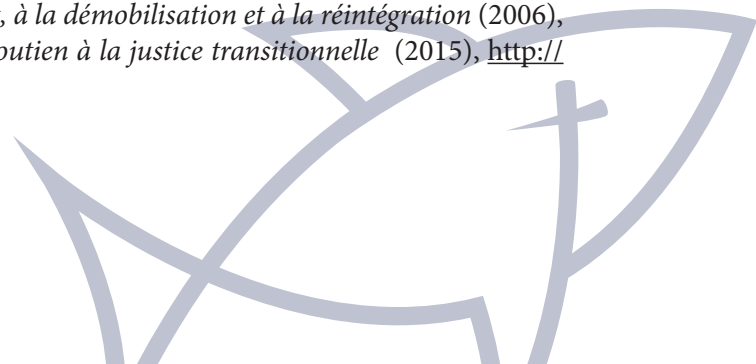 , à la démobilisation et à la réintégration (2006),
outien à la justice transitionnelle (2015), http://